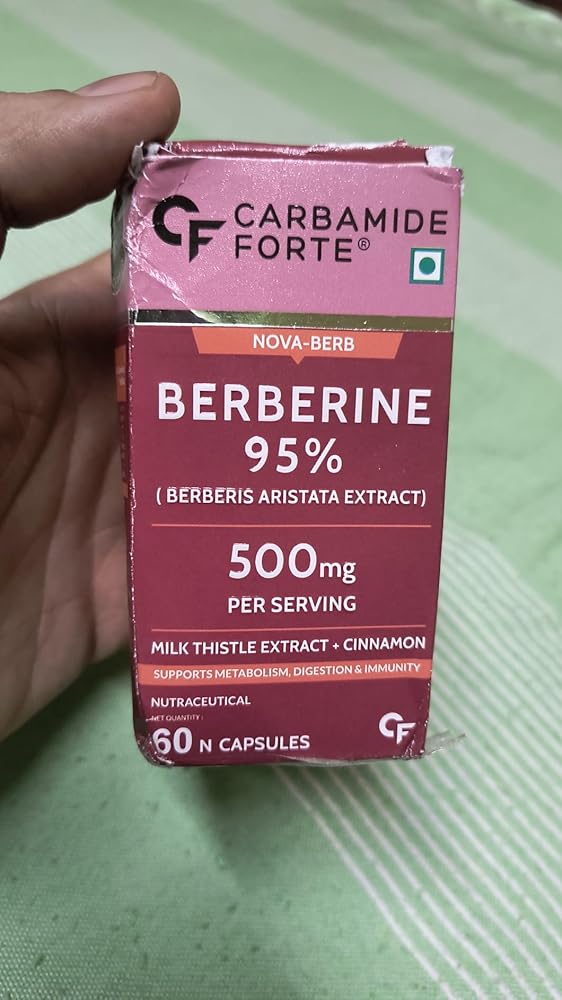 CF CARBAMIDE
FORTE®
NOVA-BERB
BERBERINE
95%
( BERBERIS ARISTATA EXTRACT)
500mg
PER SERVING
MILK THISTLE EXTRACT + CINNAMON
SUPPORTS METABOLISM, DIGESTION & IMMUNITY
NUTRACEUTICAL
NET QUANTITY:
60 N CAPSULES
CF